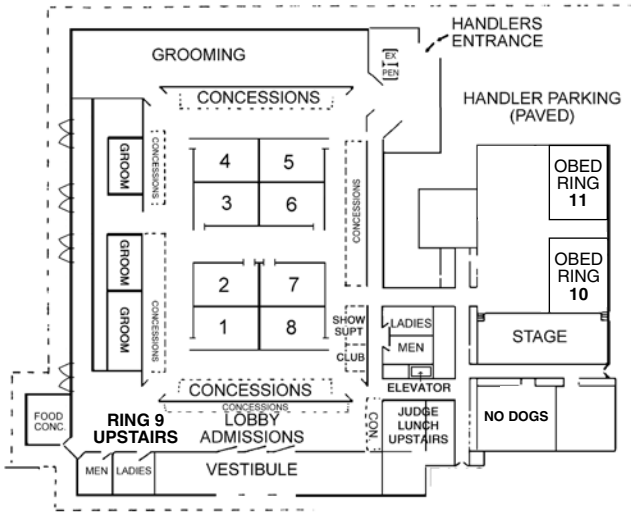 HANDLERS
ENTRANCE
GROOMING
EX
PEN
CONCESSIONS
HANDLER PARKING
(PAVED)
GROOM
CONCESSIONS
4
5
3
6
CONCESSIONS
OBED
RING
11
GROOM
GROOM
CONCESSIONS
2
7
1
8
OBED
RING
10
SHOW
SUPT
CLUB
LADIES
MEN
STAGE
ELEVATOR
CONCESSIONS
CONCESSIONS
FOOD
CONC.
RING 9
UPSTAIRS
LOBBY
ADMISSIONS
CON.
JUDGE
LUNCH
UPSTAIRS
NO DOGS
MEN
LADIES
VESTIBULE